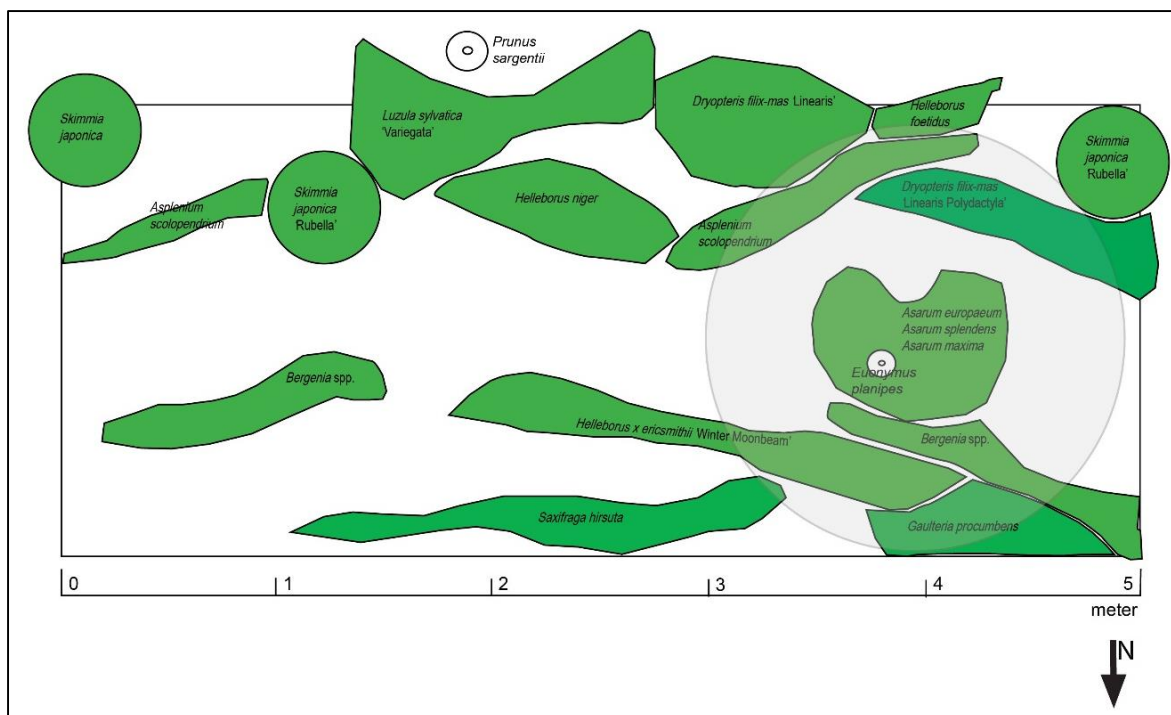 Prunus
sargentii
Skimmia
japonica
Luzula sylvatica
'Variegata'
Dryopteris filix-mas Linearis'
Helleborus
foetidus
Skimmia
japonica
Rubella'
Asplenium
scolopendrium
Skimmia
japonica
'Rubella'
Helleborus niger
Asplenium
scolopendrium
Dryopteris filix-mas
'Linearis Polydactyla'
Asarum europaeum
Asarum splendens
Asarum maxima
Euonymus
planipes
Bergenia spp.
Helleborus x ericsmithii 'Winter Moonbeam'
Bergenia spp.
Saxifraga hirsuta
Gaulteria procumbens
0 1 2 3 4 5
meter
N